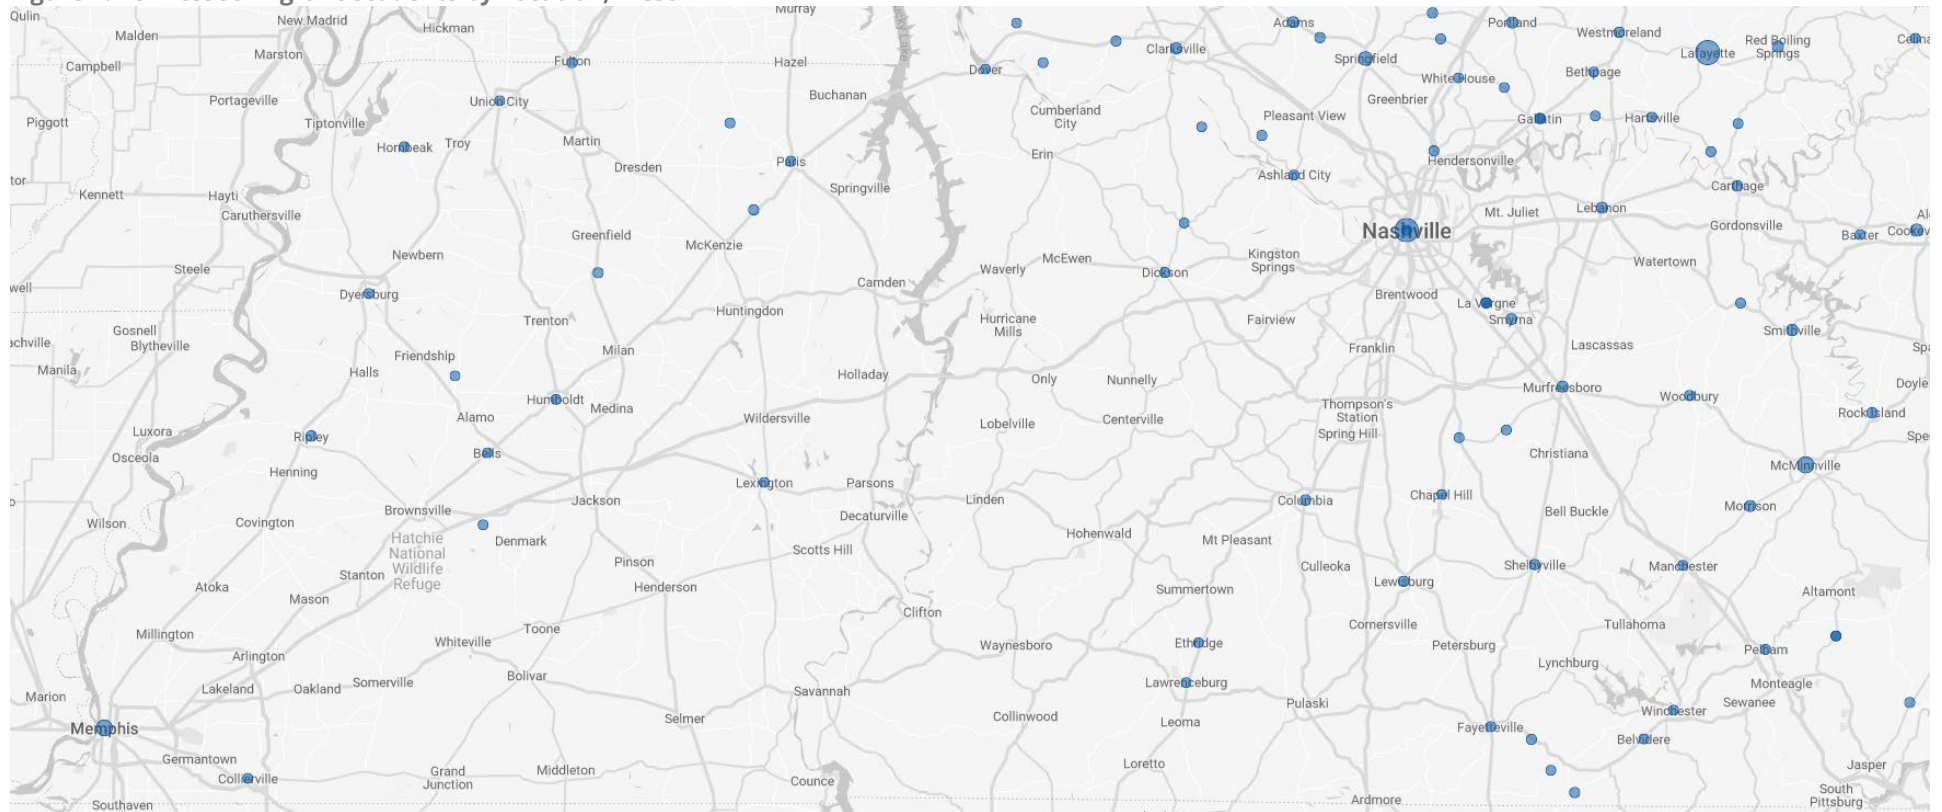 Qulin
New Madrid
Hickman
Murray
Adams
Portland
Malden
Westmoreland
Red Boiling
Springs
Marston
Clarksville
Lafayette
Campbell
Fulton
Hazel
Dover
Springfield
White House
Bethpage
Buchanan
Portageville
Union City
Greenbrier
Cumberland
City
Pleasant View
Piggott
Tiptonville
Gallatin
Hartsville
Hornbeak
Troy
Martin
Erin
Dresden
Paris
Hendersonville
Ashland City
Kennett
Hayti
Springville
Carthage
Caruthersville
Mt. Juliet
Lebanon
Gordonsville
Greenfield
McKenzie
Nashville
Baxter
Newbern
McEwen
Kingston
Springs
Watertown
Steele
Waverly
Dickson
Camden
Dyersburg
Brentwood
La Vergne
Huntingdon
Hurricane
Mills
Trenton
Fairview
Smyrna
Gosnell
Blytheville
Smithville
Friendship
Milan
Franklin
Lascassas
Manila
Halls
Holladay
Only
Nunnelly
Murfreesboro
Woodbury
Doyle
Humboldt
Medina
Thompson's
Station
Alamo
Wildersville
Lobelville
Centerville
Rock Island
Luxora
Ripley
Spring Hill
Osceola
Bells
Christiana
Henning
McMinnville
Lexington
Parsons
Jackson
Linden
Columbia
Chapel Hill
Brownsville
Morrison
Wilson
Covington
Decaturville
Bell Buckle
Hatchie
National
Wildlife
Refuge
Denmark
Hohenwald
Mt Pleasant
Scotts Hill
Pinson
Stanton
Culleoka
Shelbyville
Manchester
Atoka
Henderson
Summertown
Lewisburg
Altamont
Mason
Clifton
Cornersville
Tullahoma
Millington
Toone
Whiteville
Waynesboro
Ethridge
Petersburg
Pelham
Arlington
Lynchburg
Bolivar
Lakeland
Oakland
Somerville
Savannah
Lawrenceburg
Monteagle
Marion
Pulaski
Sewanee
Winchester
Selmer
Collinwood
Leoma
Memphis
Fayetteville
Belvidere
Germantown
Loretto
Jasper
Collierville
Grand
Junction
Middleton
Counce
South
Pittsburg
Southaven
Ardmore